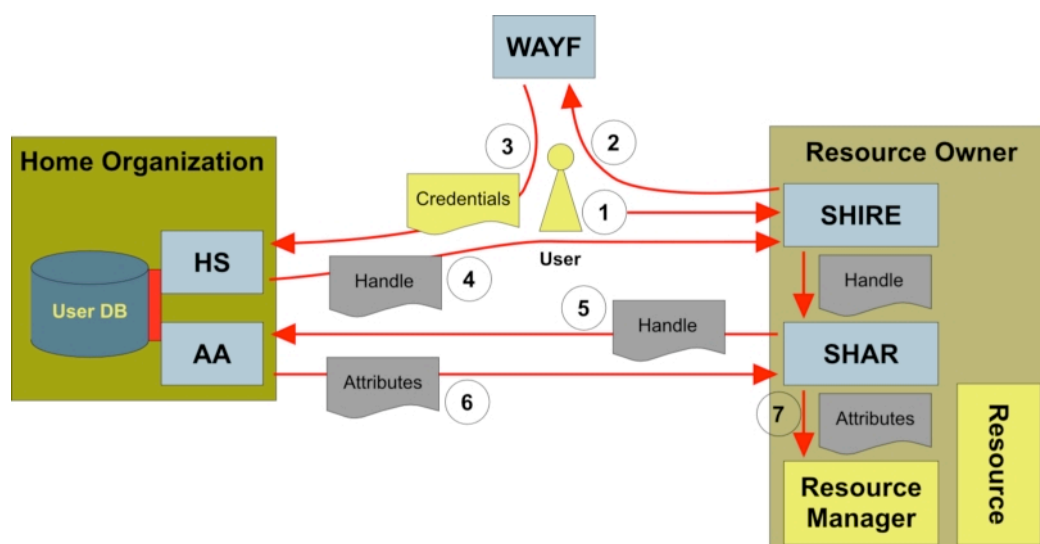 WAYF
3
2
Home Organization
Resource Owner
Credentials
1
SHIRE
HS
User
User DB
Handle
4
Handle
5
Handle
AA
SHAR
Attributes
6
7
Attributes
Resource
Resource
Manager